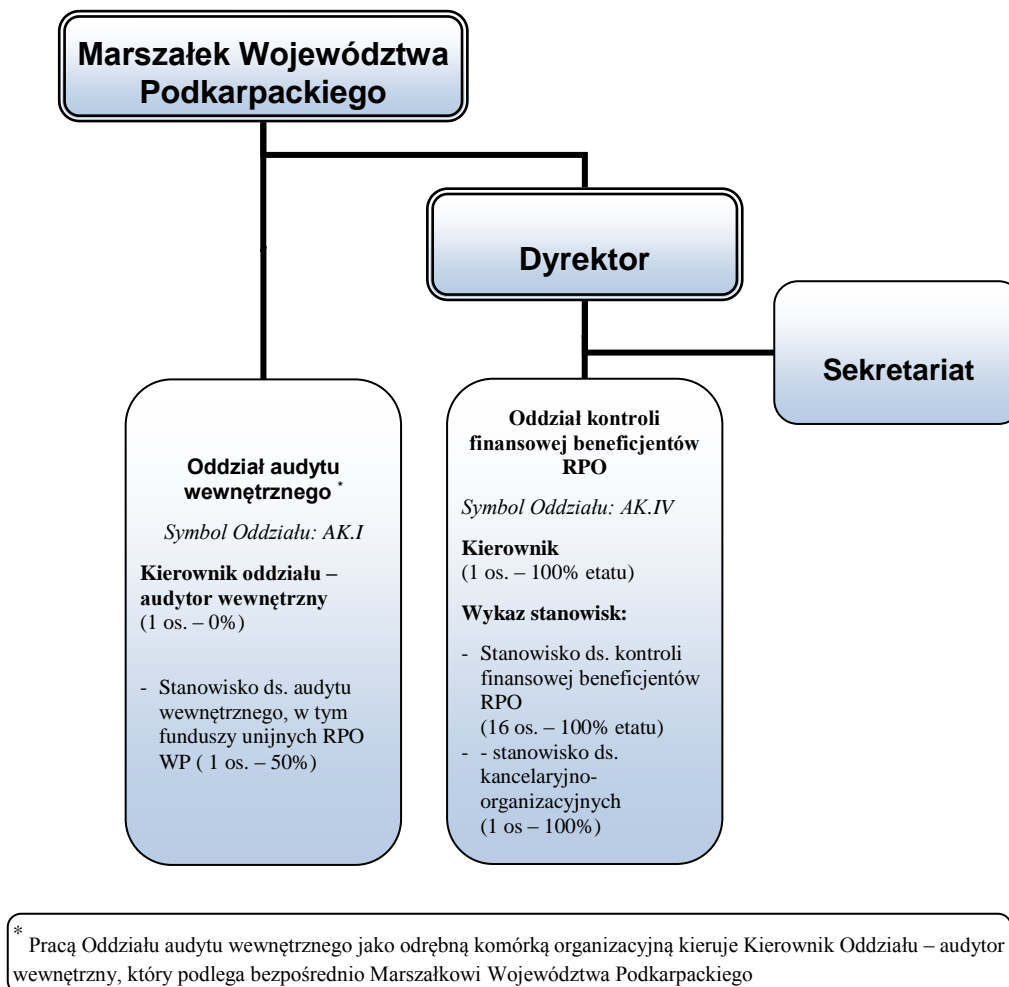 Marszałek Województwa
Podkarpackiego
Dyrektor
Sekretariat
Oddział audytu
wewnętrznego *
Symbol Oddziału: AK.I
Kierownik oddziału –
audytor wewnętrzny
(1 os. – 0%)
- Stanowisko ds. audytu
wewnętrznego, w tym
funduszy unijnych RPO
WP ( 1 os. – 50%)
Oddział kontroli
finansowej beneficjentów
RPO
Symbol Oddziału: AK.IV
Kierownik
(1 os. – 100% etatu)
Wykaz stanowisk:
- Stanowisko ds. kontroli
finansowej beneficjentów
RPO
(16 os. – 100% etatu)
- - stanowisko ds.
kancelaryjno-
organizacyjnych
(1 os – 100%)
* Pracą Oddziału audytu wewnętrznego jako odrębną komórką organizacyjną kieruje Kierownik Oddziału – audytor
wewnętrzny, który podlega bezpośrednio Marszałkowi Województwa Podkarpackiego